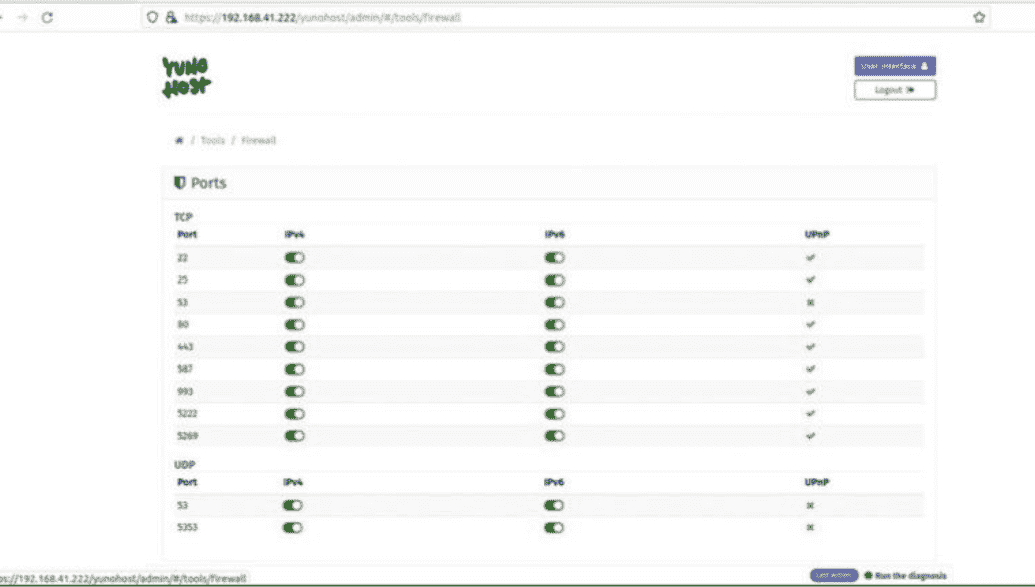 https://192.168.41.222/yunohost/admin/#/tools/firewall
YUNO
HOST
User interface
Logout
/ Tools / Firewall
Ports
TCP
Port IPv4 IPv6 UPnP
22
25
53
80
443
587
993
5222
5269
UDP
Port IPv4 IPv6 UPnP
53
5353
ps://192.168.41.222/yunohost/admin/#/tools/firewall
Last action Run the diagnosis